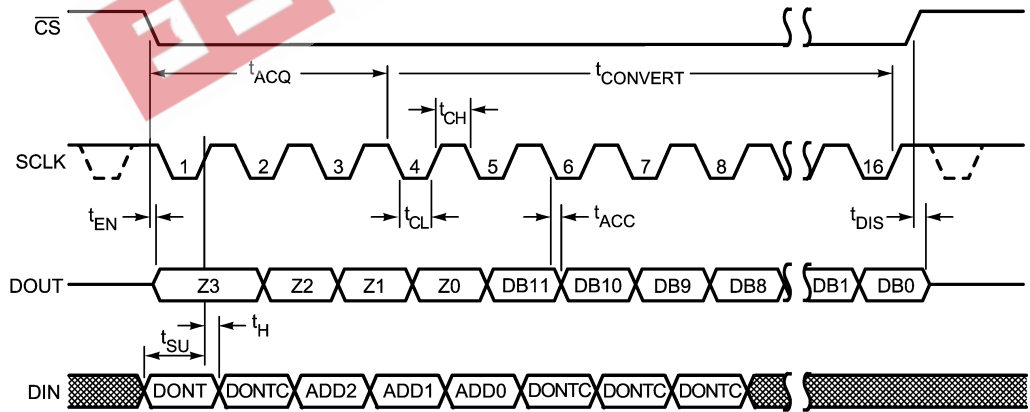 CS
tACQ
tCONVERT
tCH
SCLK
1 2 3 4 5 6 7 8 16
tEN
tCL
tACC
tDIS
DOUT
Z3 Z2 Z1 Z0 DB11 DB10 DB9 DB8 DB1 DB0
tSU
tH
DIN
DONT DONTC ADD2 ADD1 ADD0 DONTC DONTC DONTC